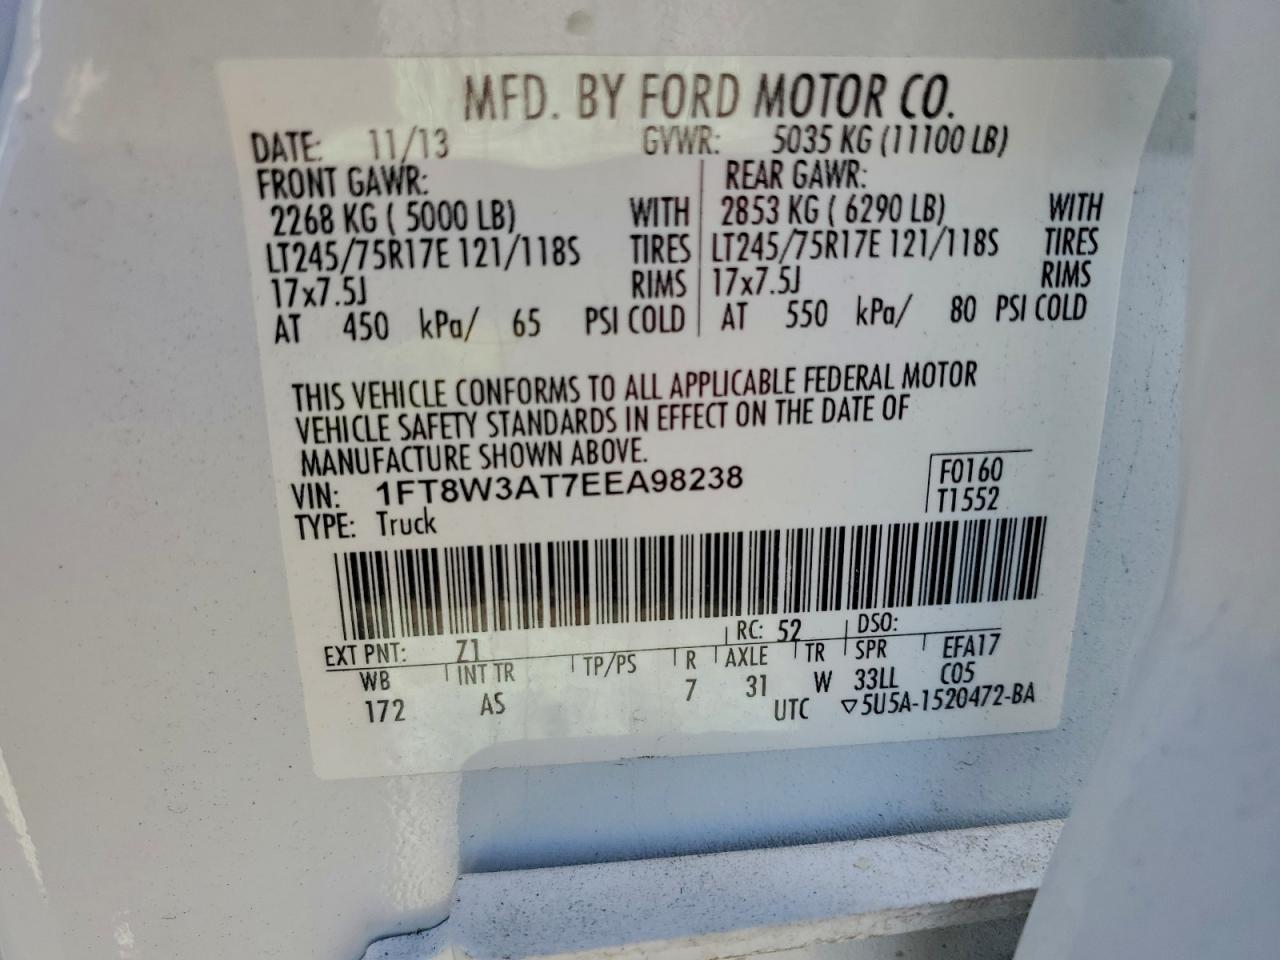 MFD. BY FORD MOTOR CO.
DATE: 11/13 GVWR: 5035 KG (11100 LB)
FRONT GAWR: REAR GAWR:
2268 KG ( 5000 LB) WITH 2853 KG ( 6290 LB) WITH
LT245/75R17E 121/118S TIRES LT245/75R17E 121/118S TIRES
17x7.5J RIMS 17x7.5J RIMS
AT 450 kPa/ 65 PSI COLD AT 550 kPa/ 80 PSI COLD
THIS VEHICLE CONFORMS TO ALL APPLICABLE FEDERAL MOTOR
VEHICLE SAFETY STANDARDS IN EFFECT ON THE DATE OF
MANUFACTURE SHOWN ABOVE.
VIN: 1FT8W3AT7EEA98238 F0160
TYPE: Truck T1552
EXT PNT: Z1 RC: 52 DSO:
WB INT TR TP/PS R AXLE TR SPR EFA17
172 AS 7 31 W 33LL C05
UTC ▽5U5A-1520472-BA